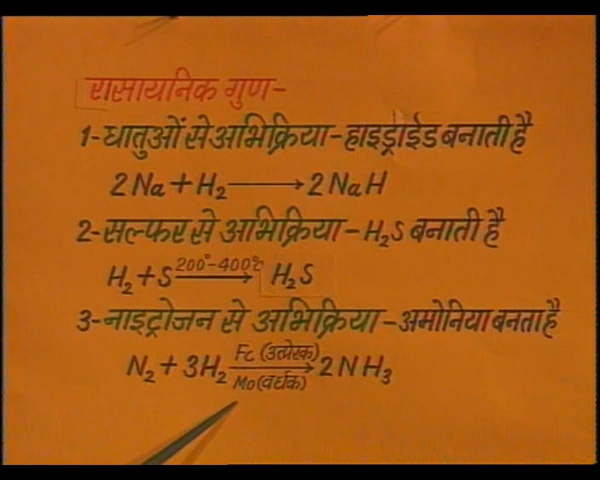 रासायनिक गुण-
1-धातुओं से अभिक्रिया-हाइड्राईड बनाती है
2Na+H₂⟶2NaH
2-सल्फर से अभिक्रिया-H₂S बनाती है
200°-400°c
H₂+S⟶H₂S
3-नाइट्रोजन से अभिक्रिया-अमोनिया बनता है
Fc (उत्प्रेरक)
N₂+3H₂⟶2NH₃
Mo(वर्धक)